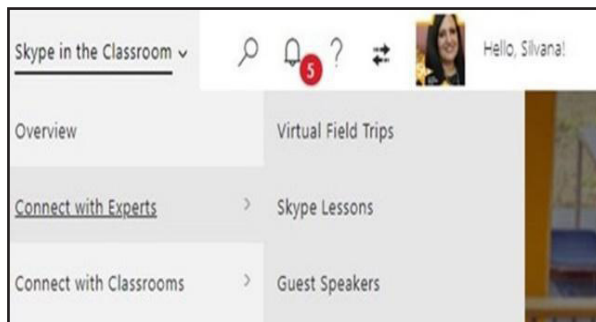 Skype in the Classroom
5
?
Hello, Silvana!
Overview
Virtual Field Trips
Connect with Experts
Skype Lessons
Connect with Classrooms
Guest Speakers